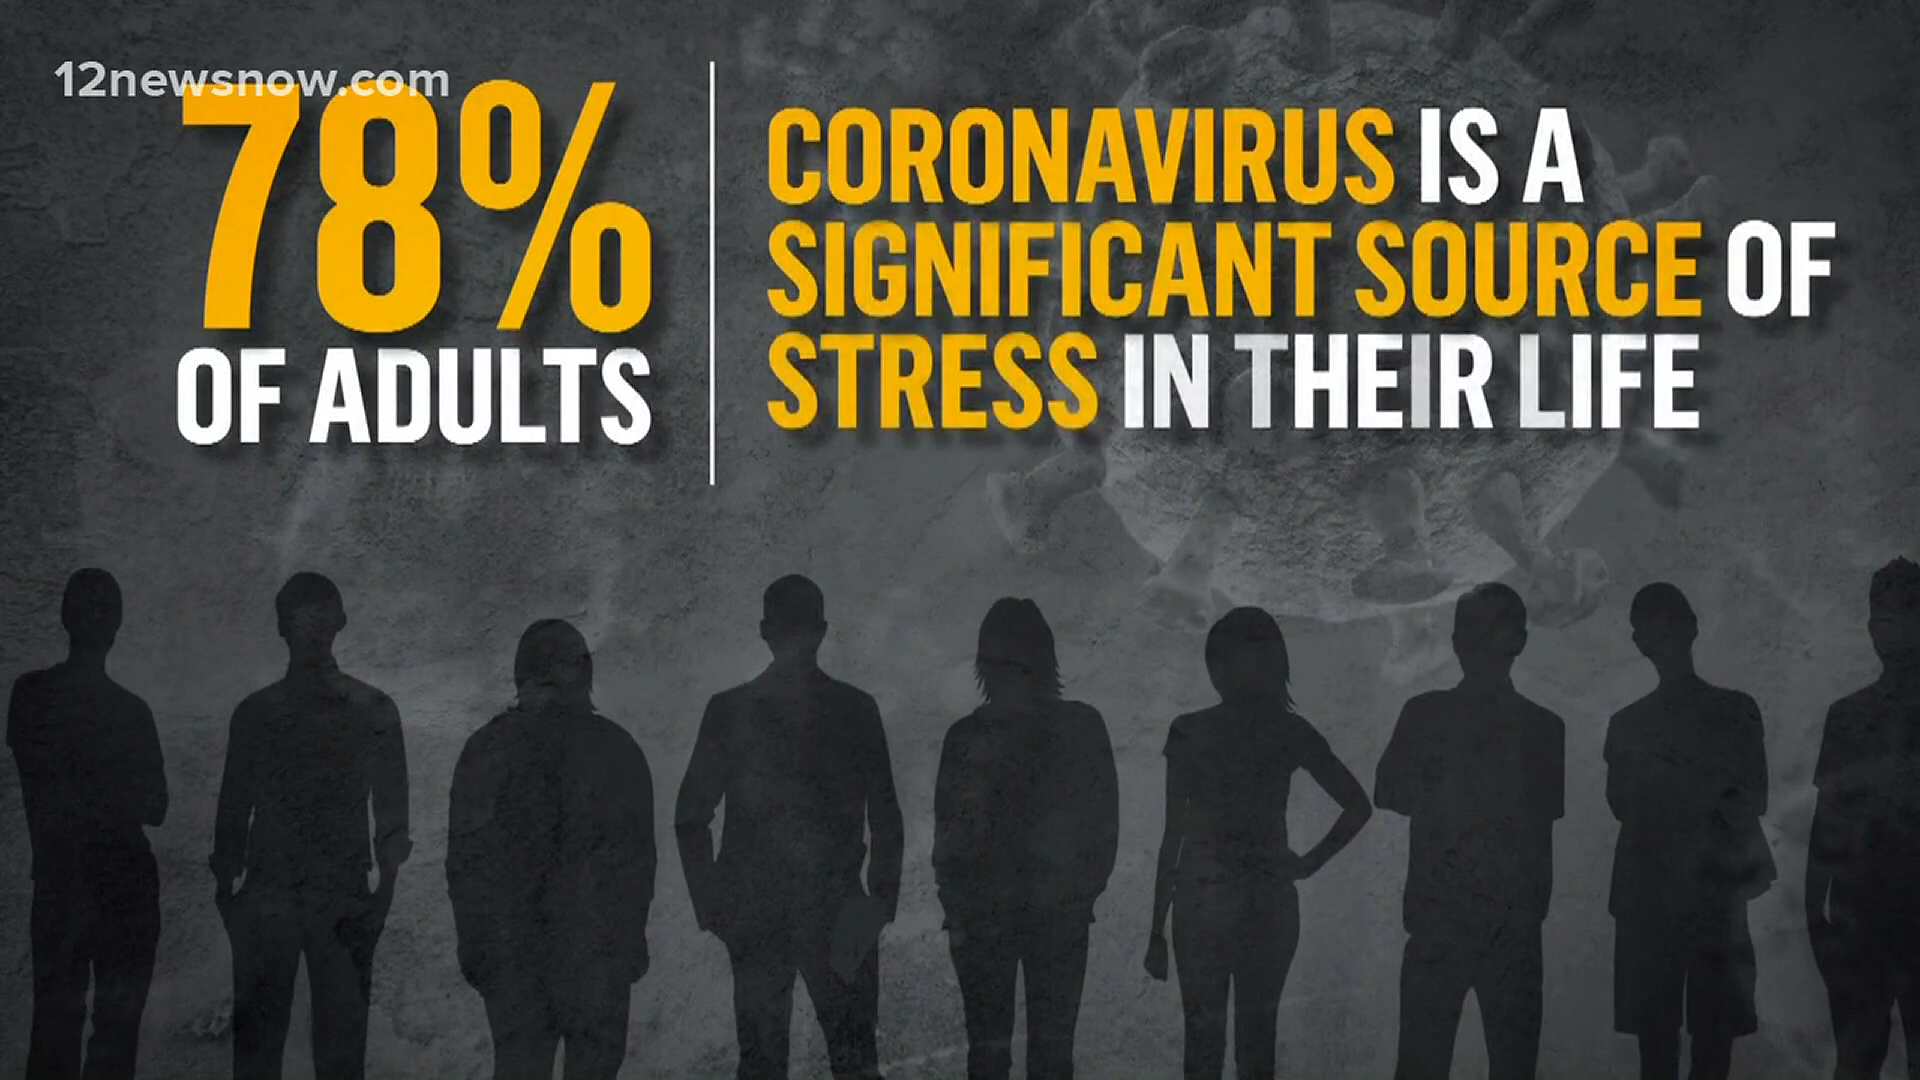 12newsnow.com
78%
OF ADULTS
CORONAVIRUS IS A
SIGNIFICANT SOURCE OF
STRESS IN THEIR LIFE